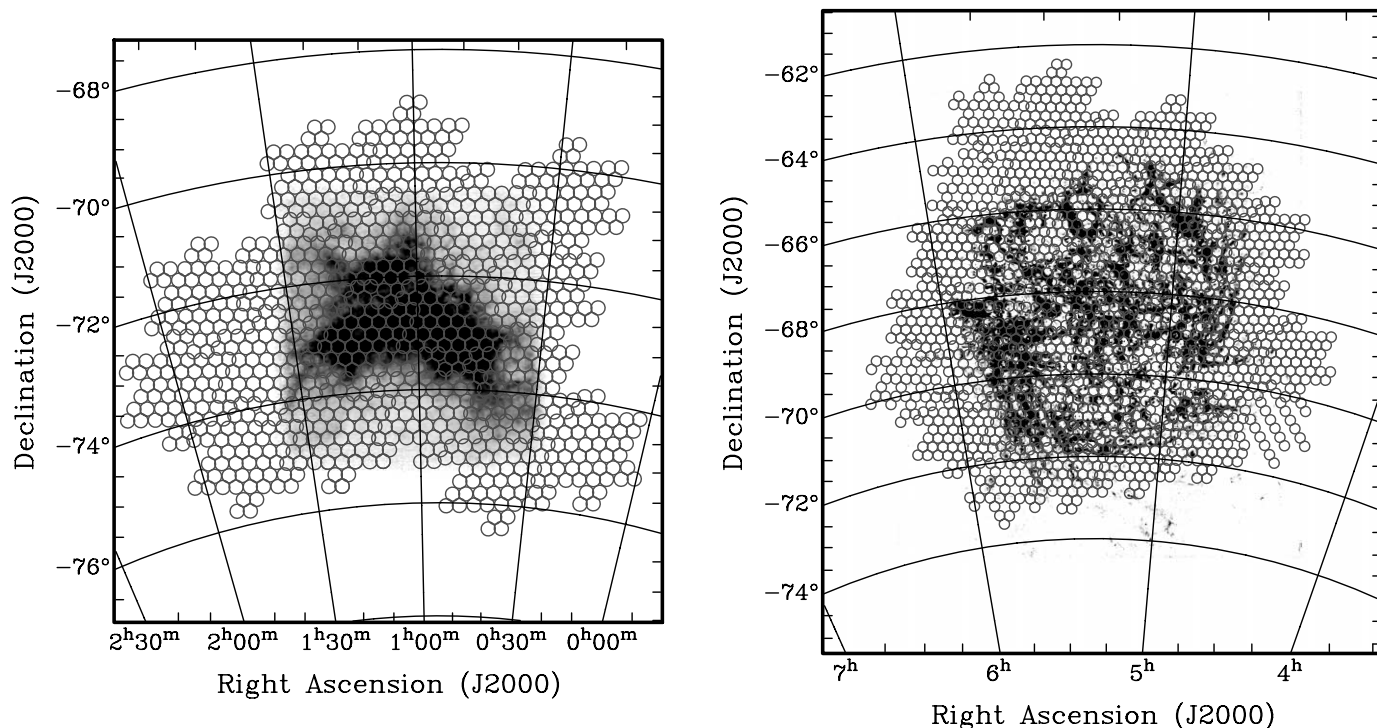 −68°
−70°
−72°
−74°
−76°
Declination (J2000)
2ʰ30ᵐ 2ʰ00ᵐ 1ʰ30ᵐ 1ʰ00ᵐ 0ʰ30ᵐ 0ʰ00ᵐ
Right Ascension (J2000)
−62°
−64°
−66°
−68°
−70°
−72°
−74°
Declination (J2000)
7ʰ 6ʰ 5ʰ 4ʰ
Right Ascension (J2000)